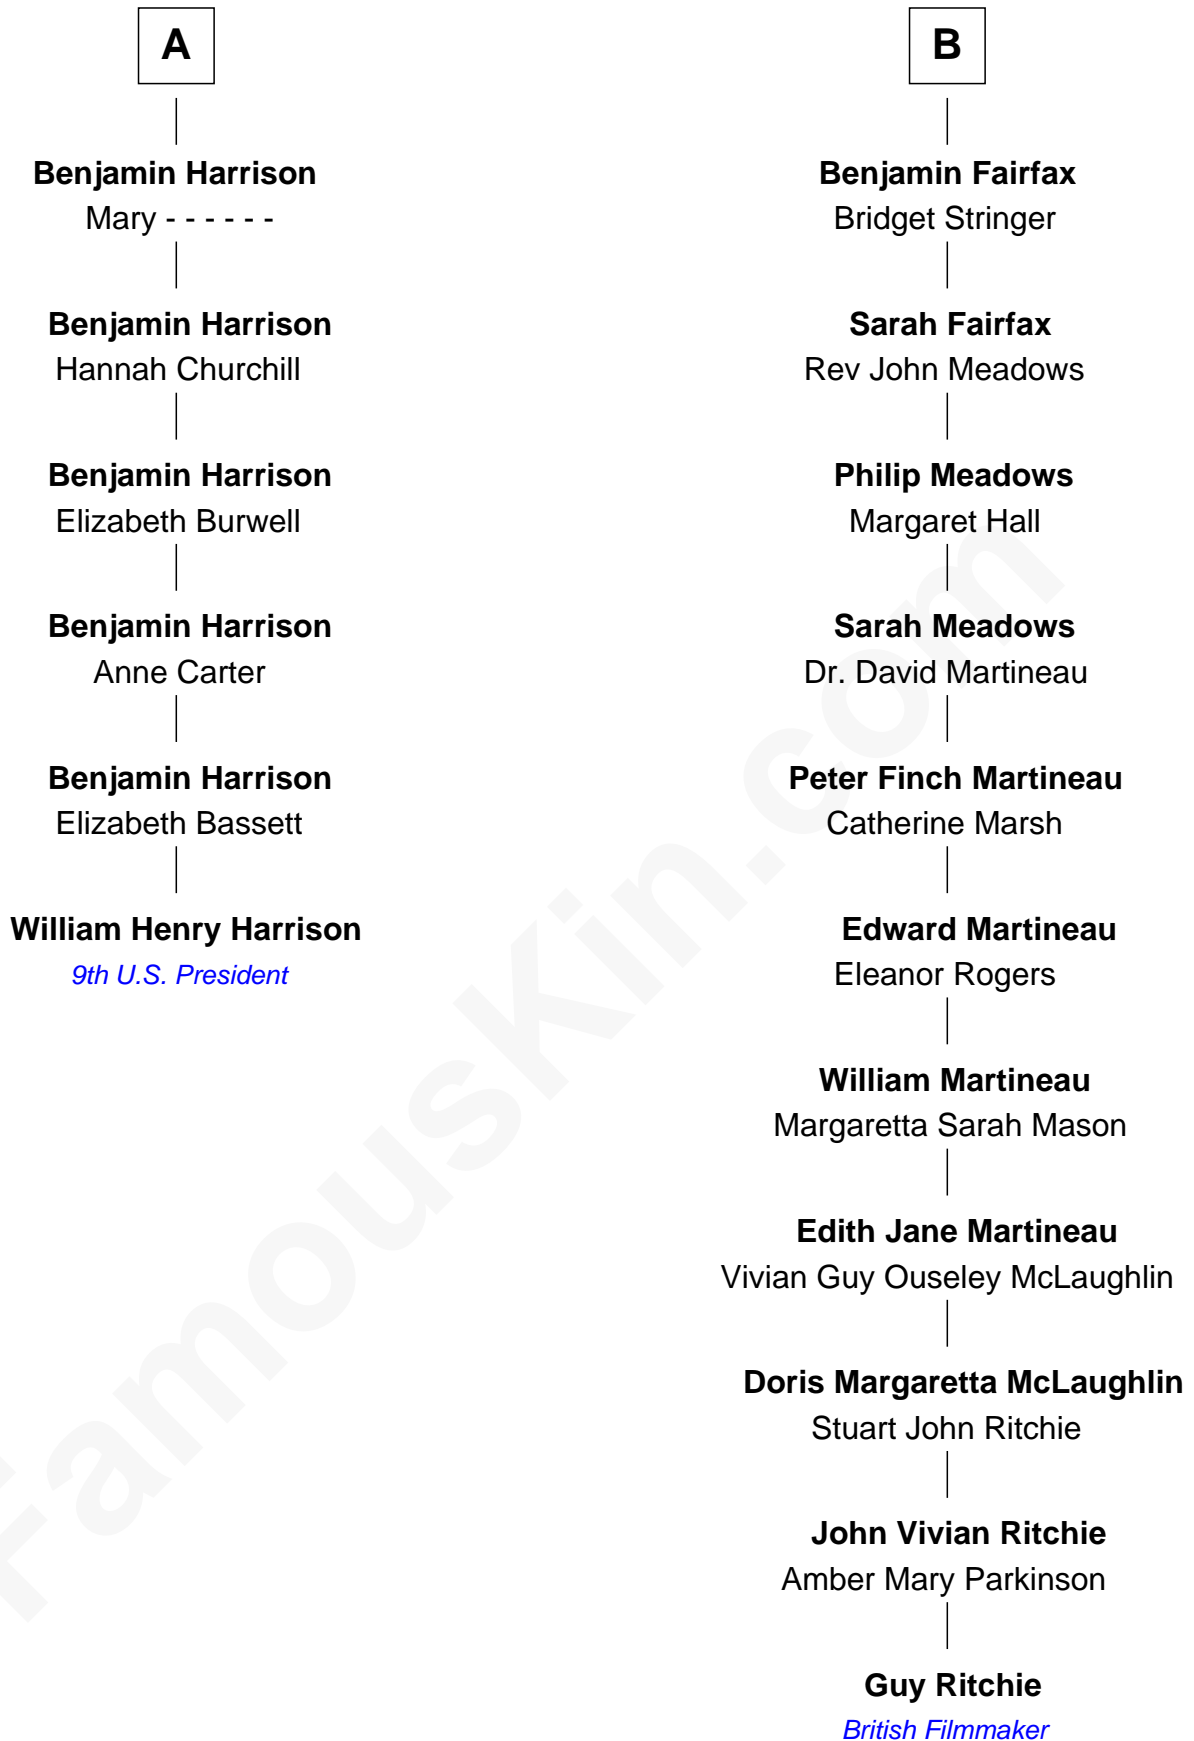 A
Benjamin Harrison
Mary - - - - - -
Benjamin Harrison
Hannah Churchill
Benjamin Harrison
Elizabeth Burwell
Benjamin Harrison
Anne Carter
Benjamin Harrison
Elizabeth Bassett
William Henry Harrison
9th U.S. President
B
Benjamin Fairfax
Bridget Stringer
Sarah Fairfax
Rev John Meadows
Philip Meadows
Margaret Hall
Sarah Meadows
Dr. David Martineau
Peter Finch Martineau
Catherine Marsh
Edward Martineau
Eleanor Rogers
William Martineau
Margaretta Sarah Mason
Edith Jane Martineau
Vivian Guy Ouseley McLaughlin
Doris Margaretta McLaughlin
Stuart John Ritchie
John Vivian Ritchie
Amber Mary Parkinson
Guy Ritchie
British Filmmaker
FamousKin.com